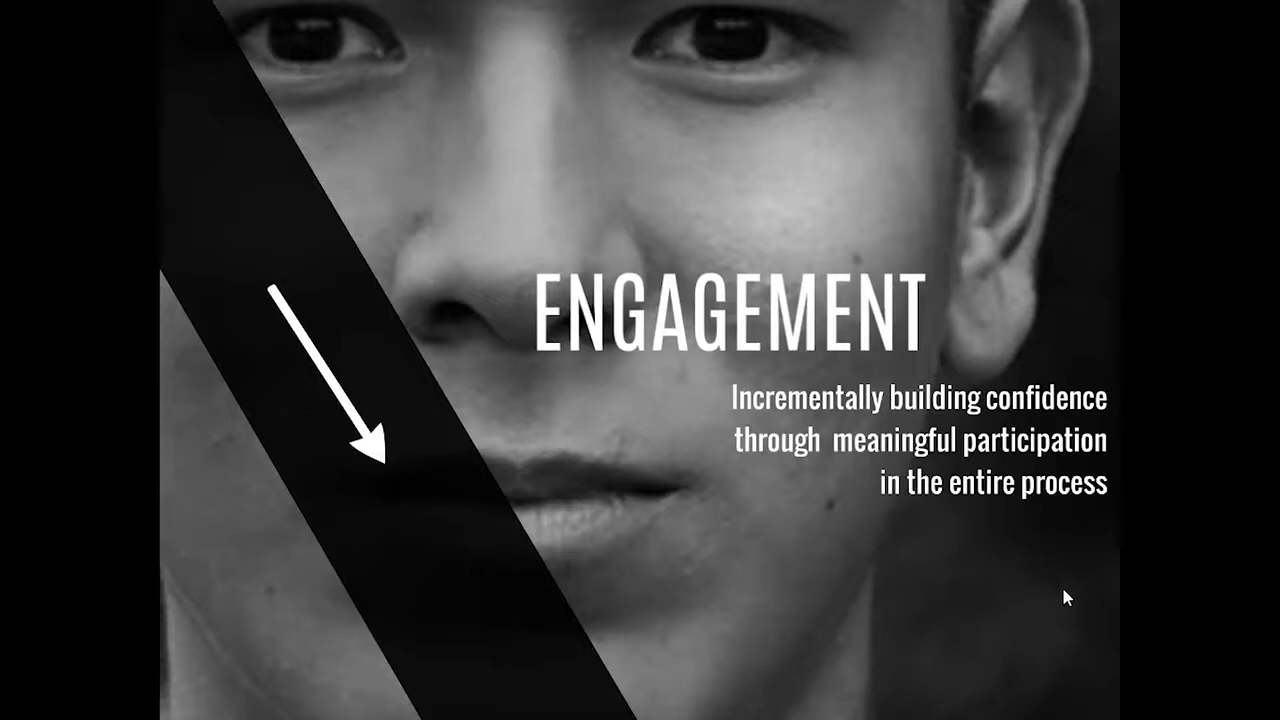 ENGAGEMENT
Incrementally building confidence
through meaningful participation
in the entire process